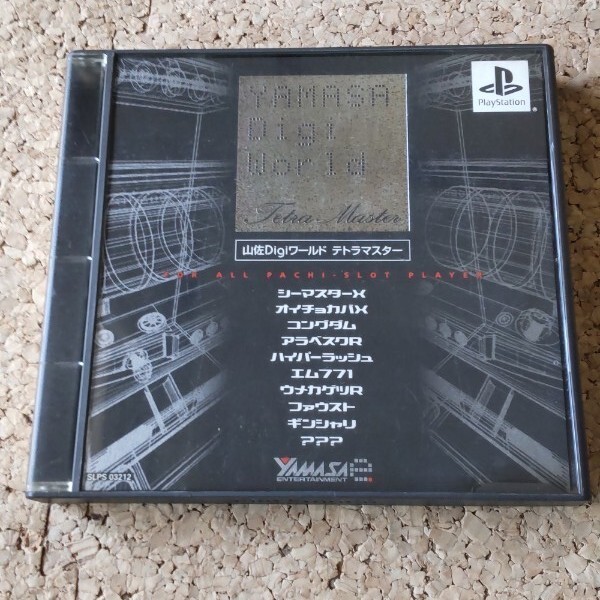 YAMASA
Digi
World
Tetra-Master
PlayStation
山佐Digiワールド テトラマスター
FOR ALL PACHI-SLOT PLAYER
シーマスターX
オイチョカバX
コングダム
アラベスクR
ハイパーラッシュ
エム771
ウメカゲツR
ファウスト
ギンシャリ
???
YAMASA
ENTERTAINMENT
SLPS 03212